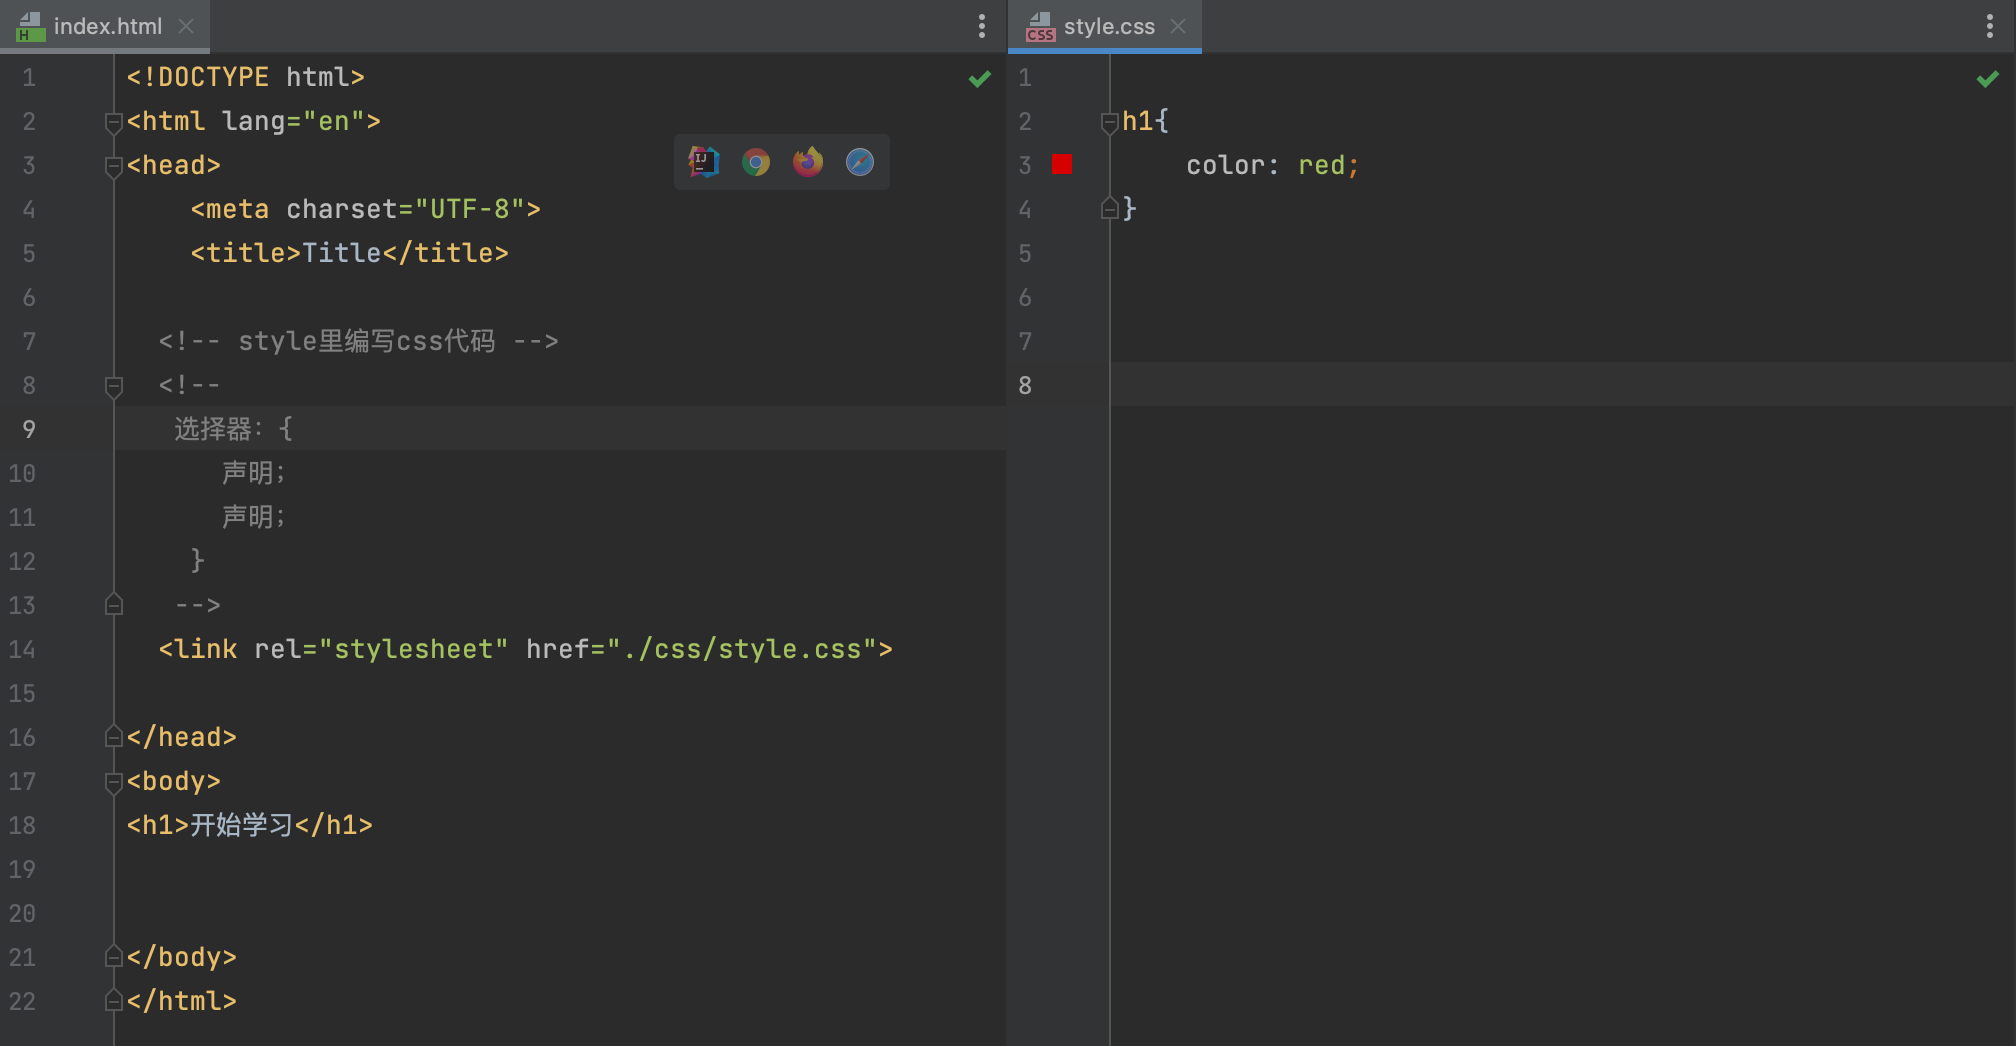 index.html
1 <!DOCTYPE html>
2 <html lang="en">
3 <head>
4 <meta charset="UTF-8">
5 <title>Title</title>
6
7 <!-- style里编写css代码 -->
8 <!--
9 选择器: {
10 声明;
11 声明;
12 }
13 -->
14 <link rel="stylesheet" href="./css/style.css">
15
16 </head>
17 <body>
18 <h1>开始学习</h1>
19
20
21 </body>
22 </html>
style.css
1
2 h1{
3 color: red;
4 }
5
6
7
8